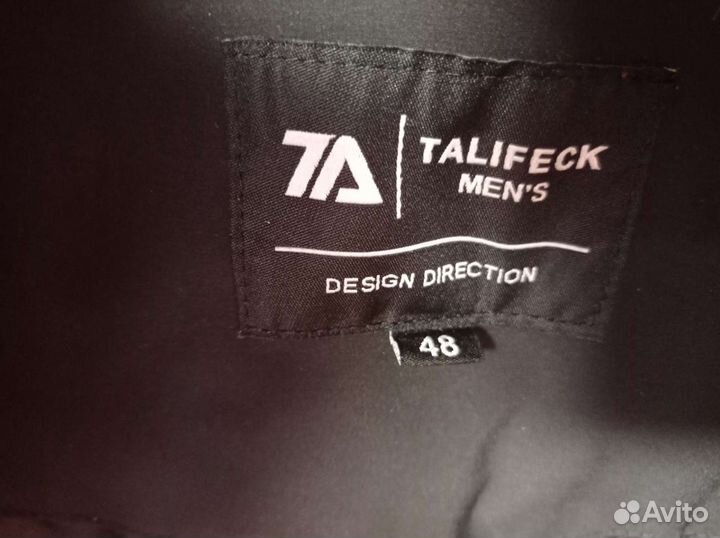 TA
TALIFECK
MEN'S
DESIGN DIRECTION
48
Avito